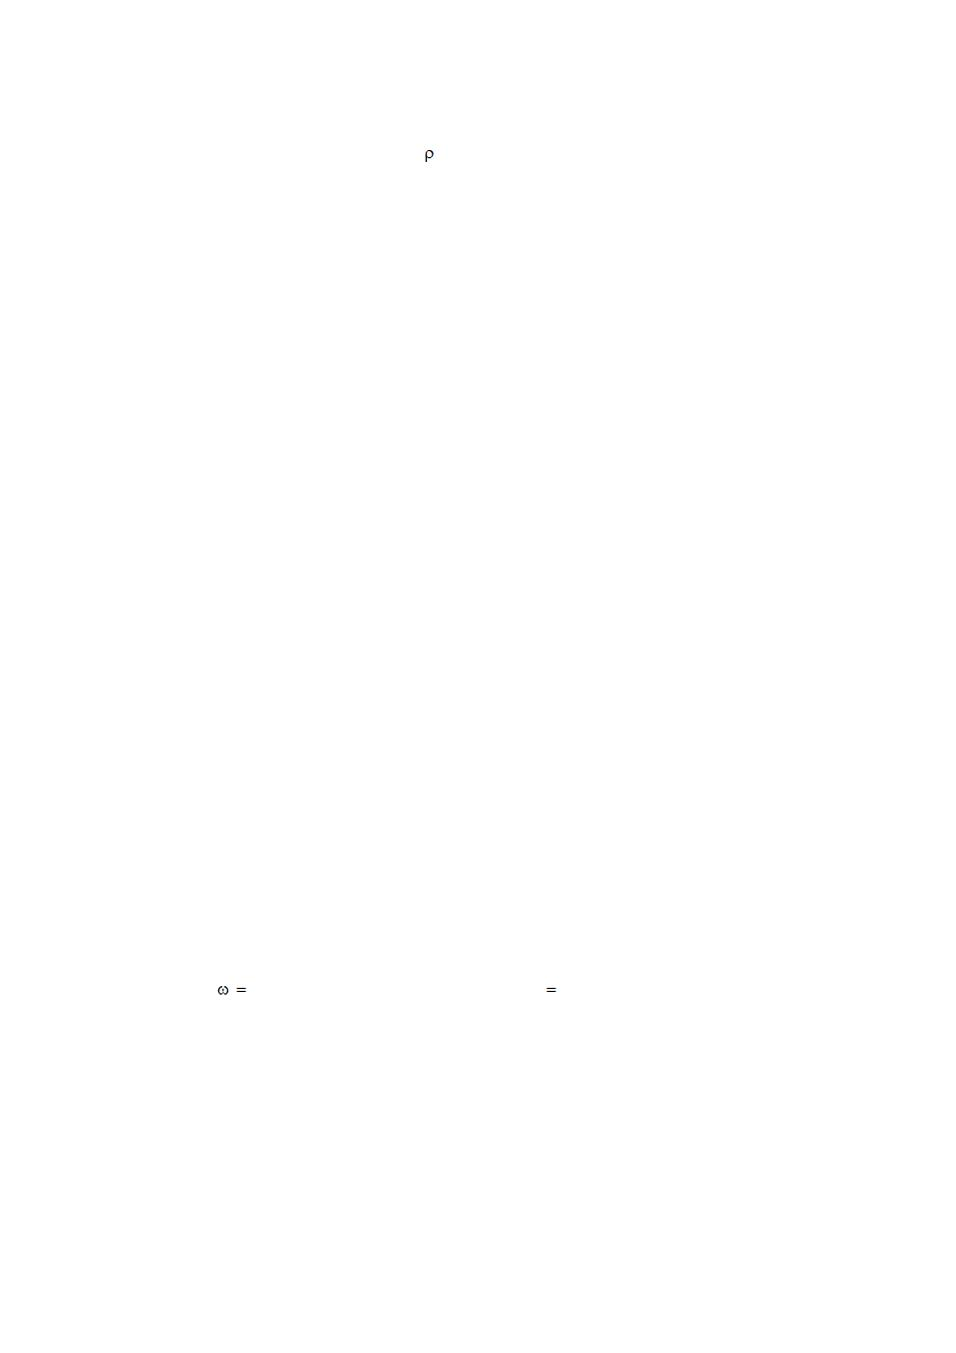 ρ
ω = =